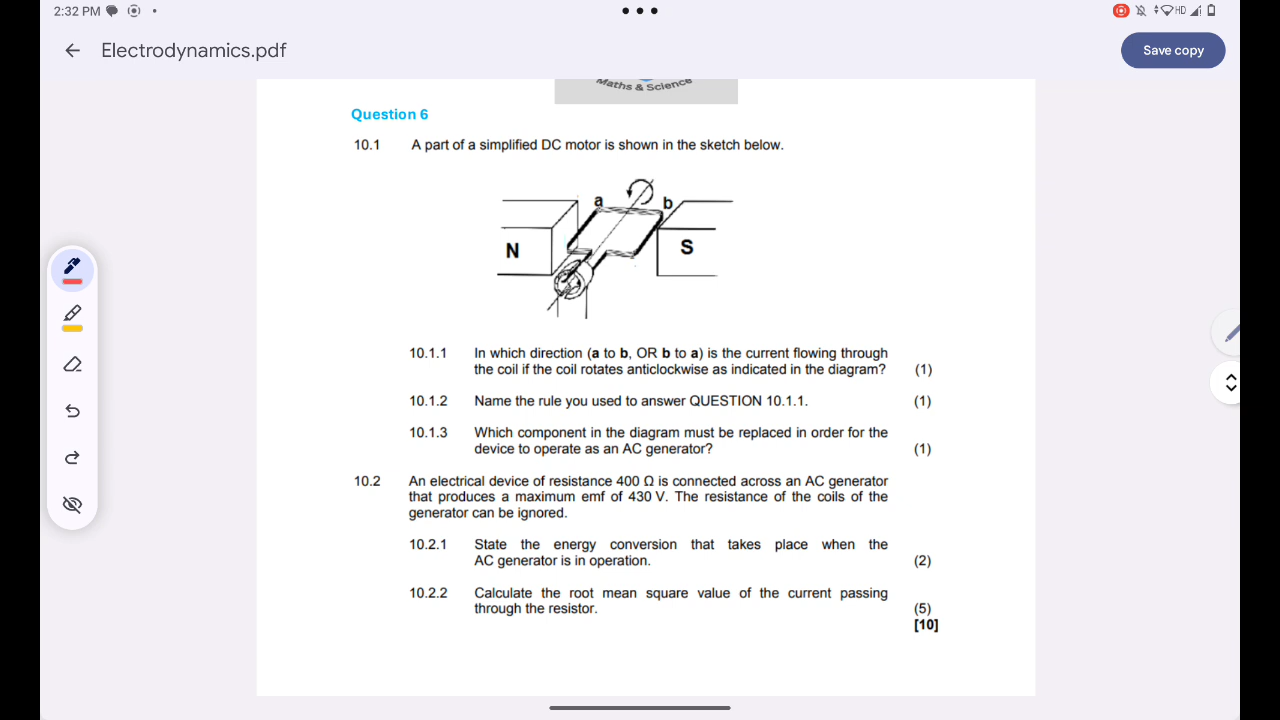 2:32 PM
HD
Electrodynamics.pdf
Save copy
Maths & Science
Question 6
10.1 A part of a simplified DC motor is shown in the sketch below.
a
b
N
S
10.1.1 In which direction (a to b, OR b to a) is the current flowing through
the coil if the coil rotates anticlockwise as indicated in the diagram? (1)
10.1.2 Name the rule you used to answer QUESTION 10.1.1. (1)
10.1.3 Which component in the diagram must be replaced in order for the
device to operate as an AC generator? (1)
10.2 An electrical device of resistance 400 Ω is connected across an AC generator
that produces a maximum emf of 430 V. The resistance of the coils of the
generator can be ignored.
10.2.1 State the energy conversion that takes place when the
AC generator is in operation. (2)
10.2.2 Calculate the root mean square value of the current passing
through the resistor. (5)
[10]